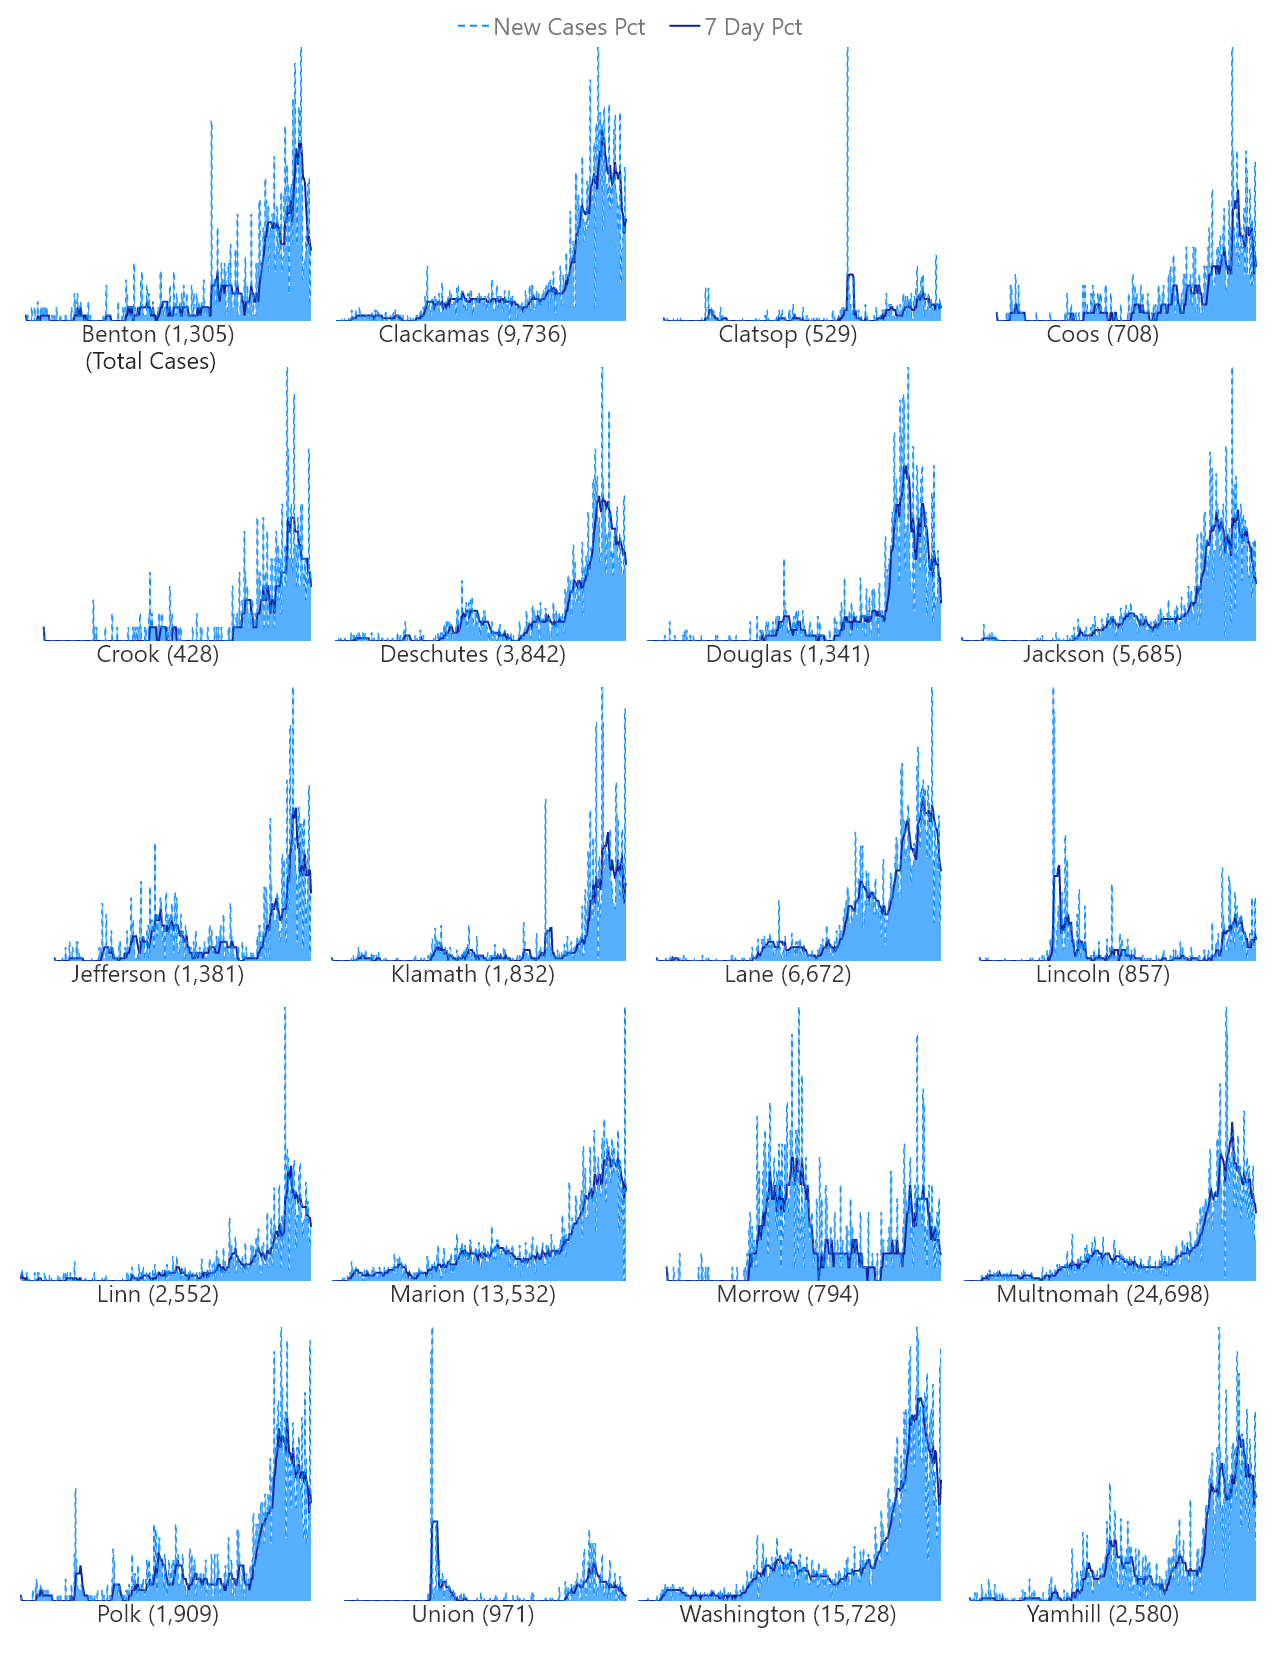 New Cases Pct 7 Day Pct
Benton (1,305) Clackamas (9,736) Clatsop (529) Coos (708)
(Total Cases)
Crook (428) Deschutes (3,842) Douglas (1,341) Jackson (5,685)
Jefferson (1,381) Klamath (1,832) Lane (6,672) Lincoln (857)
Linn (2,552) Marion (13,532) Morrow (794) Multnomah (24,698)
Polk (1,909) Union (971) Washington (15,728) Yamhill (2,580)